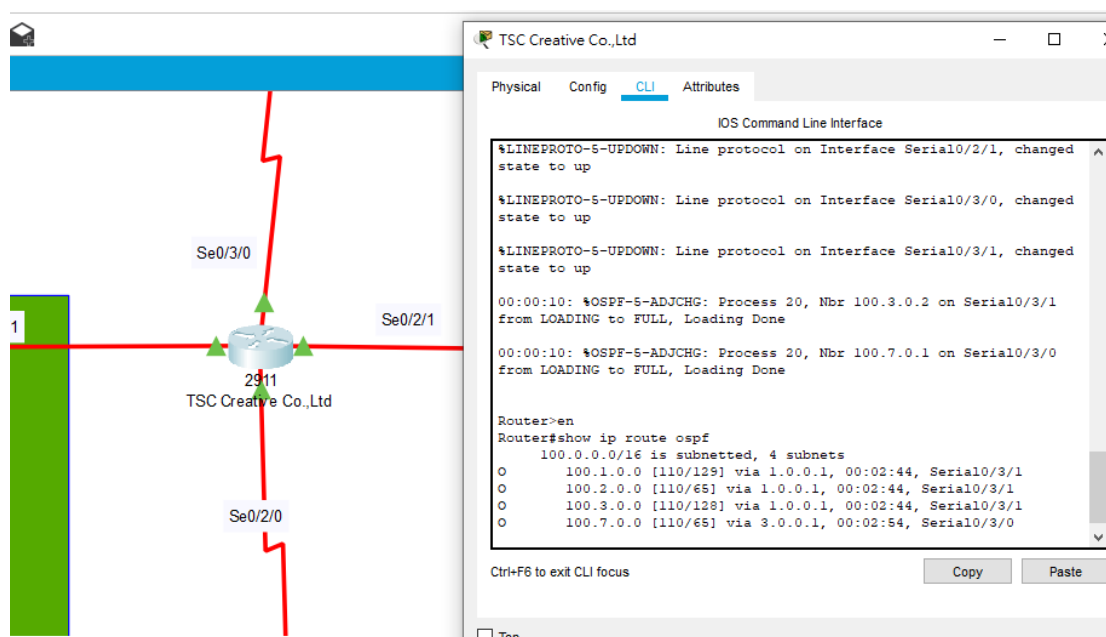 TSC Creative Co.,Ltd
Physical Config CLI Attributes
IOS Command Line Interface
%LINEPROTO-5-UPDOWN: Line protocol on Interface Serial0/2/1, changed
state to up
%LINEPROTO-5-UPDOWN: Line protocol on Interface Serial0/3/0, changed
state to up
%LINEPROTO-5-UPDOWN: Line protocol on Interface Serial0/3/1, changed
state to up
00:00:10: %OSPF-5-ADJCHG: Process 20, Nbr 100.3.0.2 on Serial0/3/1
from LOADING to FULL, Loading Done
00:00:10: %OSPF-5-ADJCHG: Process 20, Nbr 100.7.0.1 on Serial0/3/0
from LOADING to FULL, Loading Done
Router>en
Router#show ip route ospf
100.0.0.0/16 is subnetted, 4 subnets
O 100.1.0.0 [110/129] via 1.0.0.1, 00:02:44, Serial0/3/1
O 100.2.0.0 [110/65] via 1.0.0.1, 00:02:44, Serial0/3/1
O 100.3.0.0 [110/128] via 1.0.0.1, 00:02:44, Serial0/3/1
O 100.7.0.0 [110/65] via 3.0.0.1, 00:02:54, Serial0/3/0
Ctrl+F6 to exit CLI focus
Copy Paste
Se0/3/0
1
Se0/2/1
2911
TSC Creative Co.,Ltd
Se0/2/0